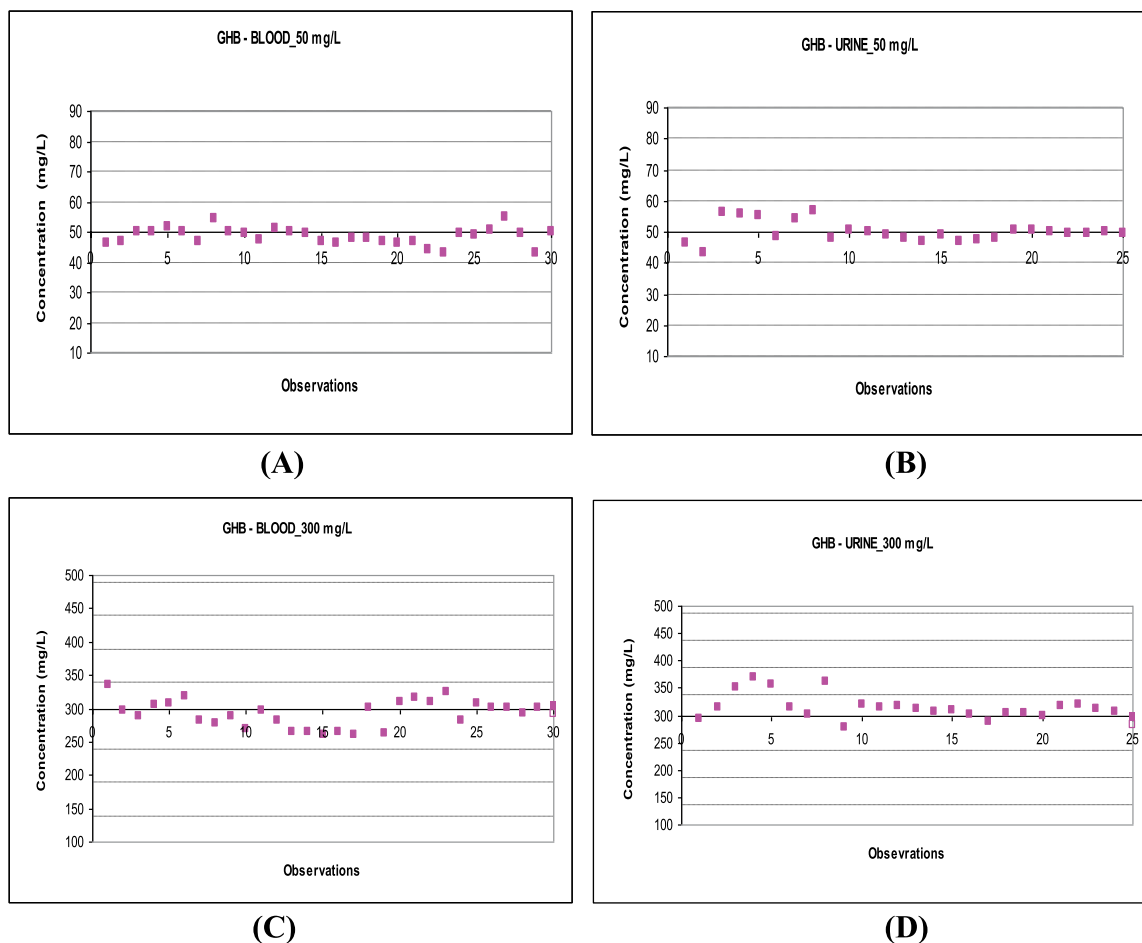 GHB - BLOOD_50 mg/L
90
80
70
60
50
40
30
20
10
0 5 10 15 20 25 30
Concentration (mg/L)
Observations
(A)
GHB - URINE_50 mg/L
90
80
70
60
50
40
30
20
10
0 5 10 15 20 25
Concentration (mg/L)
Observations
(B)
GHB - BLOOD_300 mg/L
500
450
400
350
300
250
200
150
100
0 5 10 15 20 25 30
Concentration (mg/L)
Observations
(C)
GHB - URINE_300 mg/L
500
450
400
350
300
250
200
150
100
0 5 10 15 20 25
Concentration (mg/L)
Obsevrations
(D)